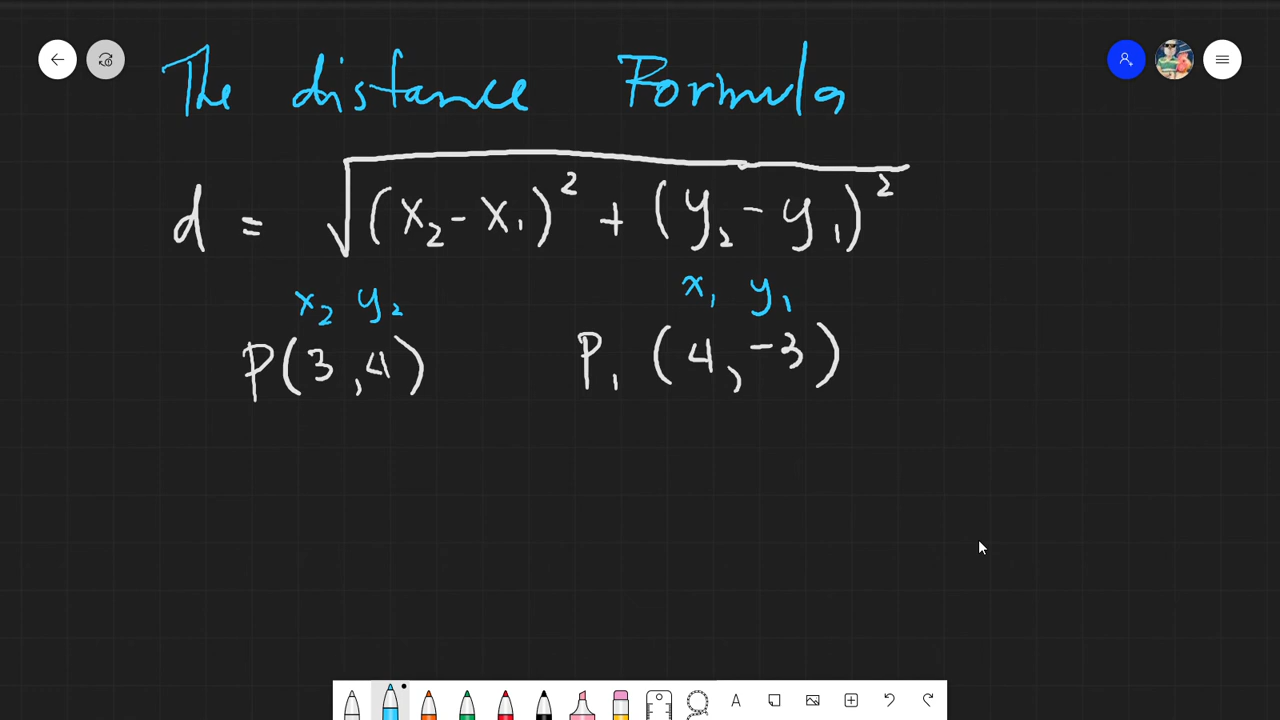 The distance Formula
d = √(x₂ - x₁)² + (y₂ - y₁)²
x₂ y₂ x₁ y₁
P(3,4) P₁ (4,-3)
A